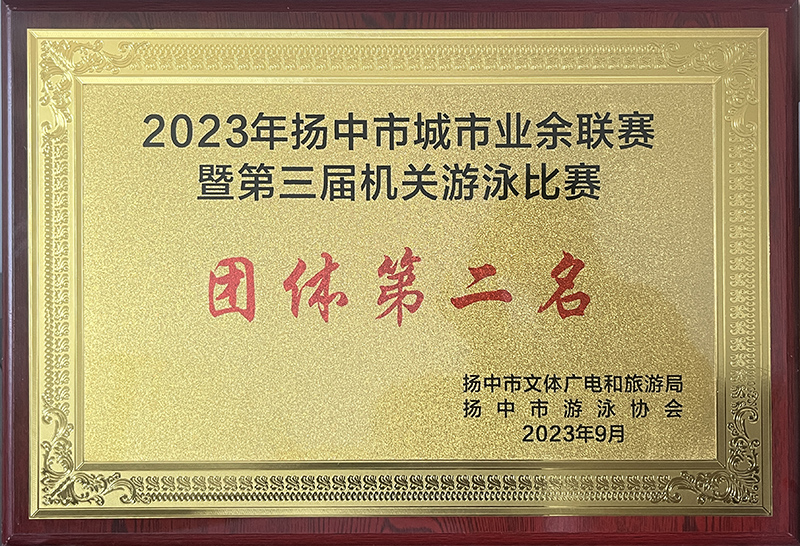 2023年扬中市城市业余联赛
暨第三届机关游泳比赛
团体第二名
扬中市文体广电和旅游局
扬中市游泳协会
2023年9月